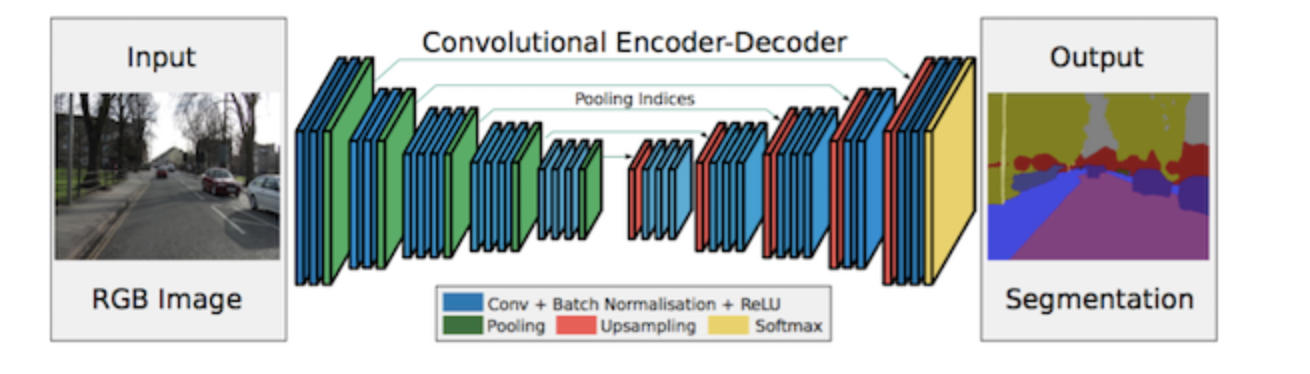 Input
RGB Image
Convolutional Encoder-Decoder
Pooling Indices
Conv + Batch Normalisation + ReLU
Pooling Upsampling Softmax
Output
Segmentation